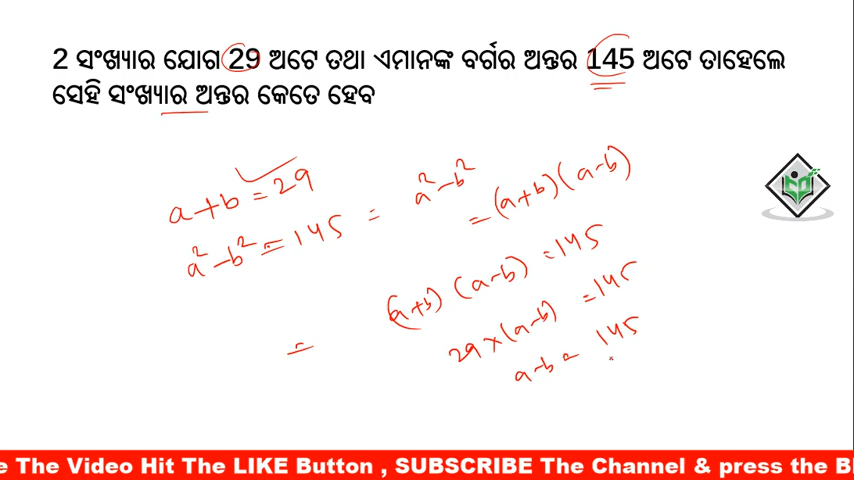 2 ସଂଖ୍ୟାର ଯୋଗ 29 ଅଟେ ତଥା ଏମାନଙ୍କ ବର୍ଗର ଅନ୍ତର 145 ଅଟେ ତାହେଲେ
ସେହି ସଂଖ୍ୟାର ଅନ୍ତର କେତେ ହେବ
a+b = 29
a² - b² = 145 = a² - b²
= (a+b) (a-b)
(a+b) (a-b) = 145
=
29 × (a-b) = 145
a-b = 145
e The Video Hit The LIKE Button , SUBSCRIBE The Channel & press the B